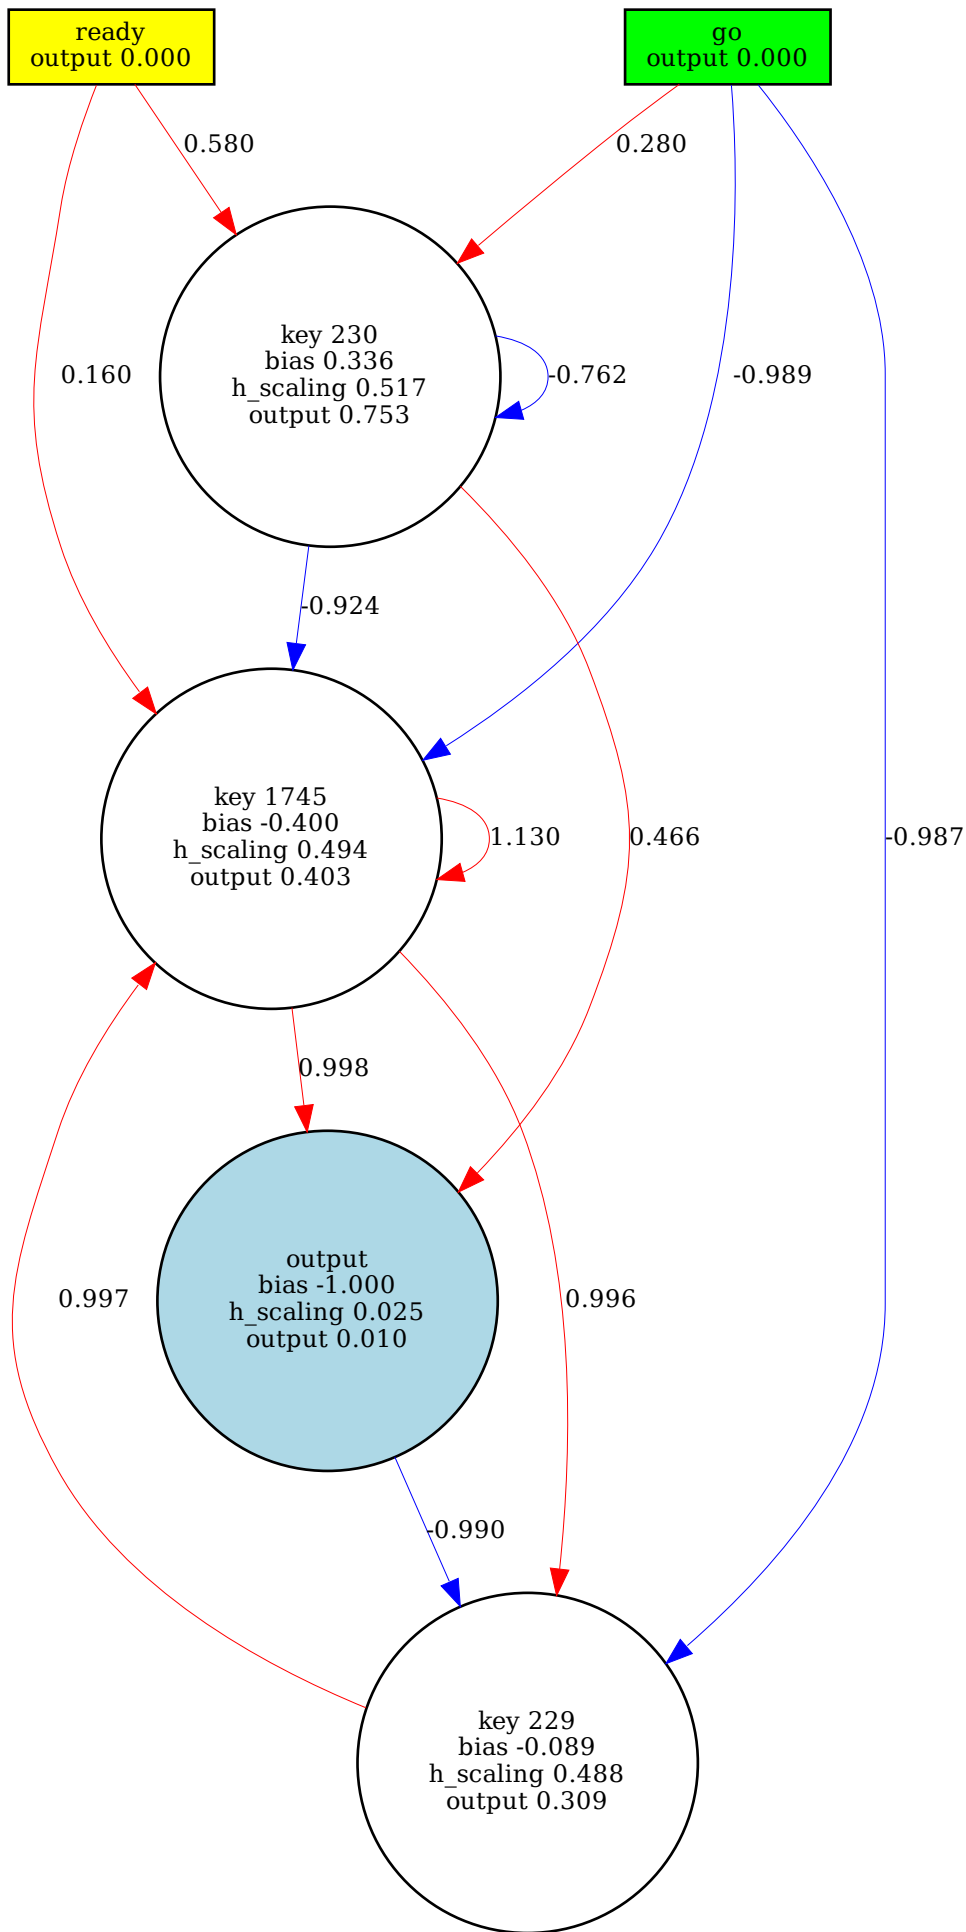 ready
output 0.000
go
output 0.000
0.580
0.280
key 230
bias 0.336
h_scaling 0.517
output 0.753
0.160
-0.762
-0.989
-0.924
key 1745
bias -0.400
h_scaling 0.494
output 0.403
1.130
0.466
-0.987
0.998
output
bias -1.000
h_scaling 0.025
output 0.010
0.997
0.996
-0.990
key 229
bias -0.089
h_scaling 0.488
output 0.309